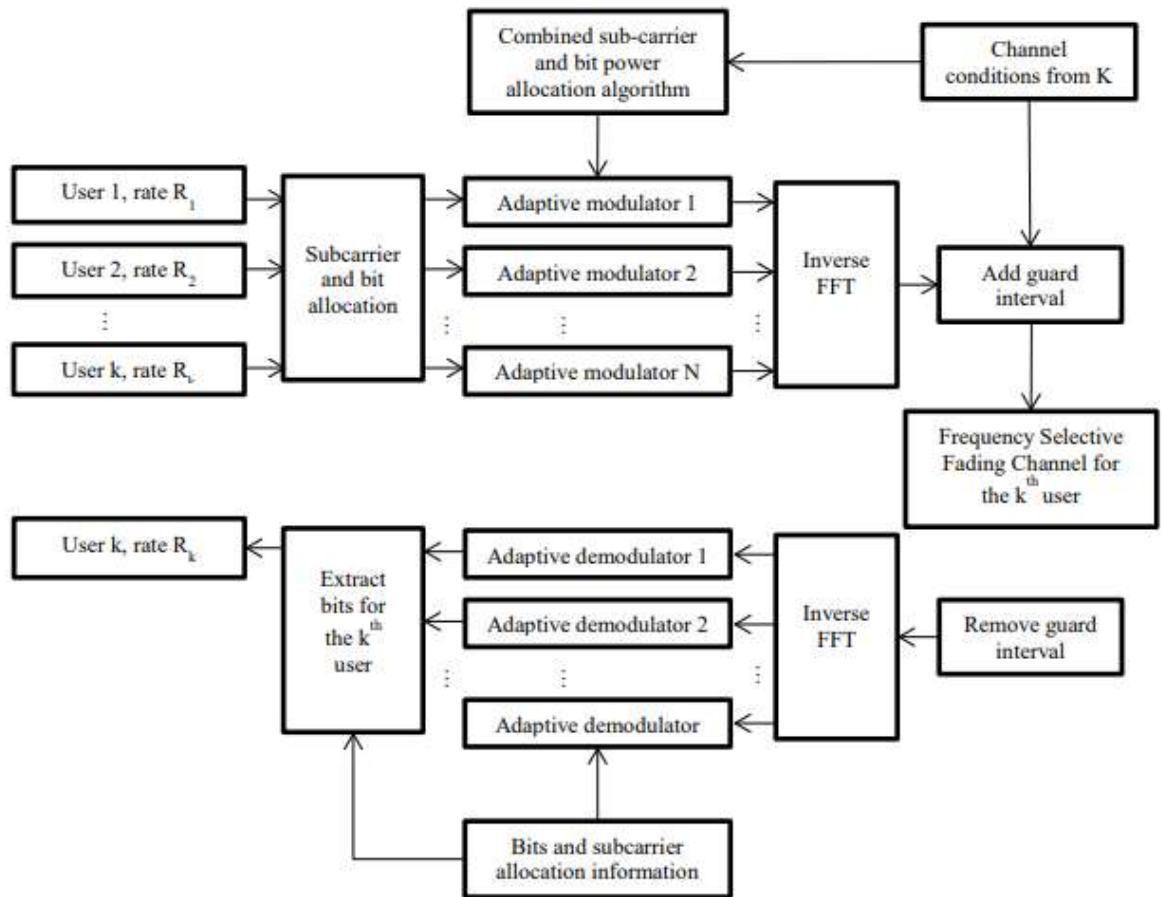 Combined sub-carrier
and bit power
allocation algorithm
Channel
conditions from K
User 1, rate R₁
User 2, rate R₂
⋮
User k, rate Rₖ
Subcarrier
and bit
allocation
Adaptive modulator 1
Adaptive modulator 2
⋮ ⋮ ⋮
Adaptive modulator N
Inverse
FFT
Add guard
interval
Frequency Selective
Fading Channel for
the kᵗʰ user
User k, rate Rₖ
Extract
bits for
the kᵗʰ
user
Adaptive demodulator 1
Adaptive demodulator 2
⋮ ⋮ ⋮
Adaptive demodulator
Inverse
FFT
Remove guard
interval
Bits and subcarrier
allocation information